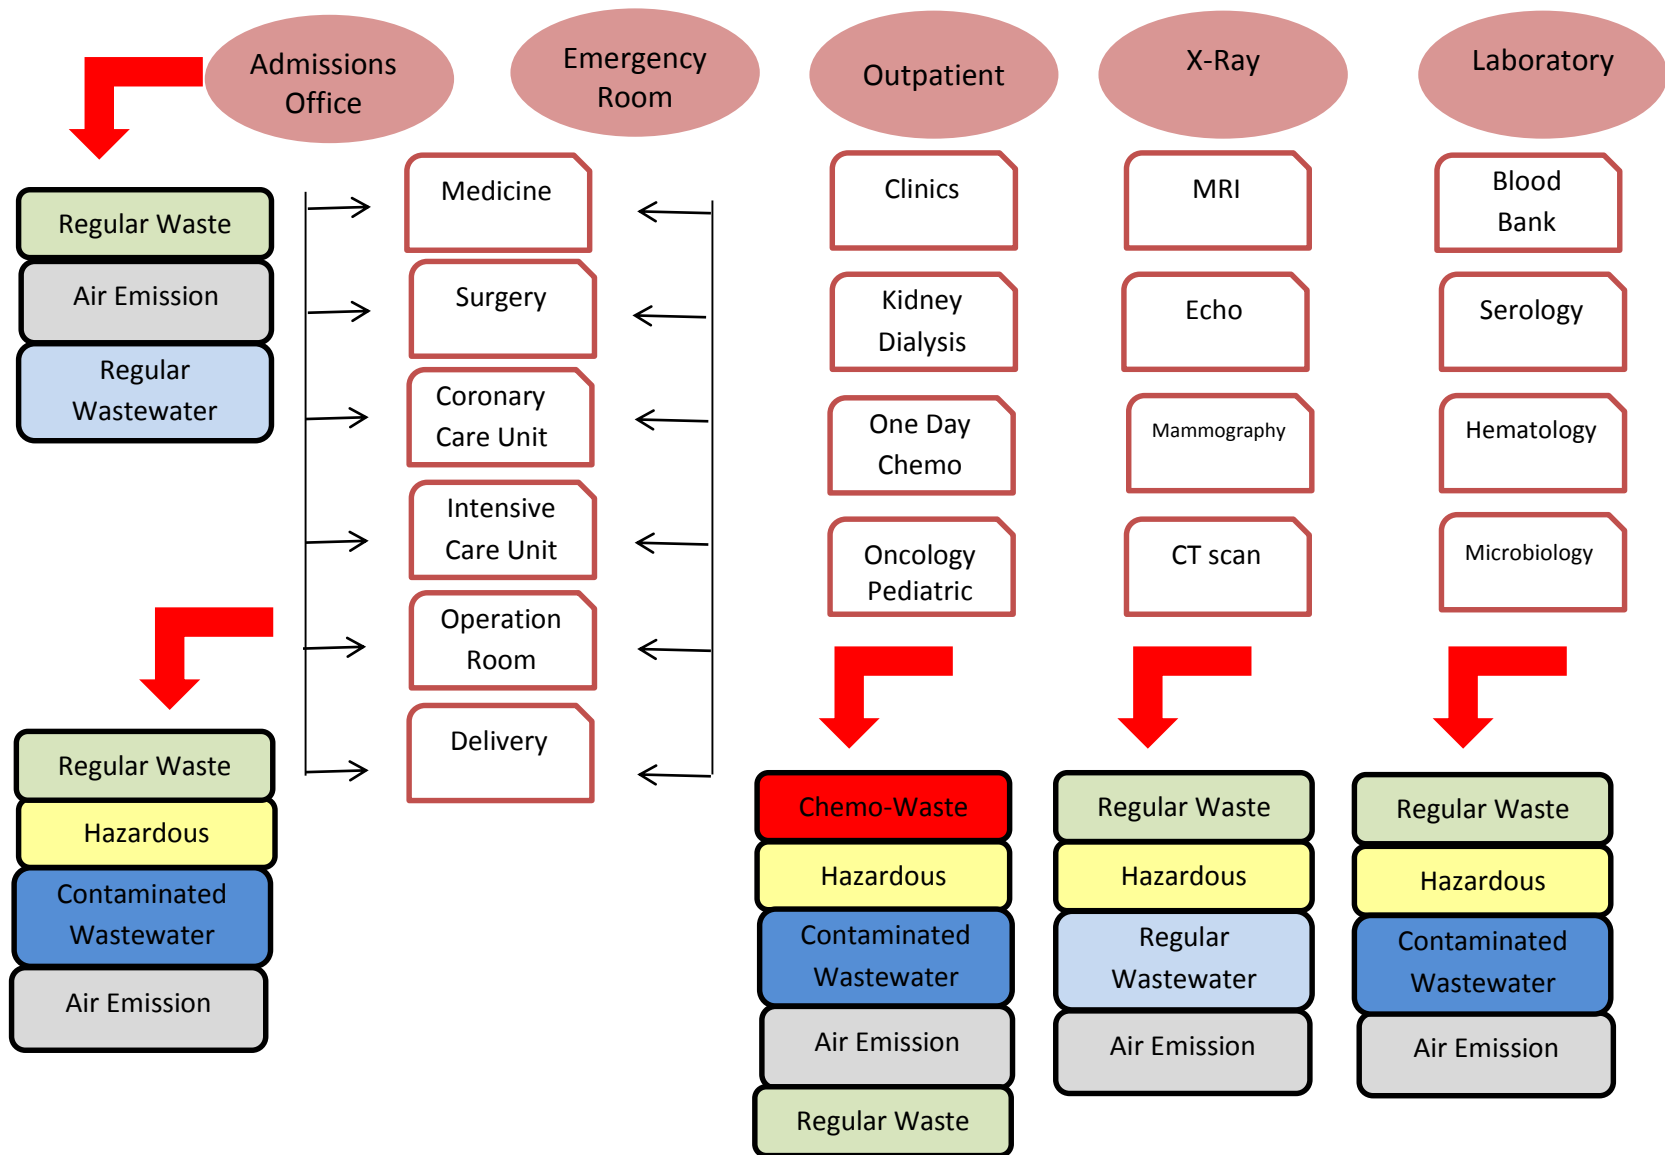 Admissions
Office
Emergency
Room
Outpatient
X-Ray
Laboratory
Regular Waste
Air Emission
Regular
Wastewater
Medicine
Surgery
Coronary
Care Unit
Intensive
Care Unit
Operation
Room
Delivery
Clinics
Kidney
Dialysis
One Day
Chemo
Oncology
Pediatric
MRI
Echo
Mammography
CT scan
Blood
Bank
Serology
Hematology
Microbiology
Regular Waste
Hazardous
Contaminated
Wastewater
Air Emission
Chemo-Waste
Hazardous
Contaminated
Wastewater
Air Emission
Regular Waste
Regular Waste
Hazardous
Regular
Wastewater
Air Emission
Regular Waste
Hazardous
Contaminated
Wastewater
Air Emission